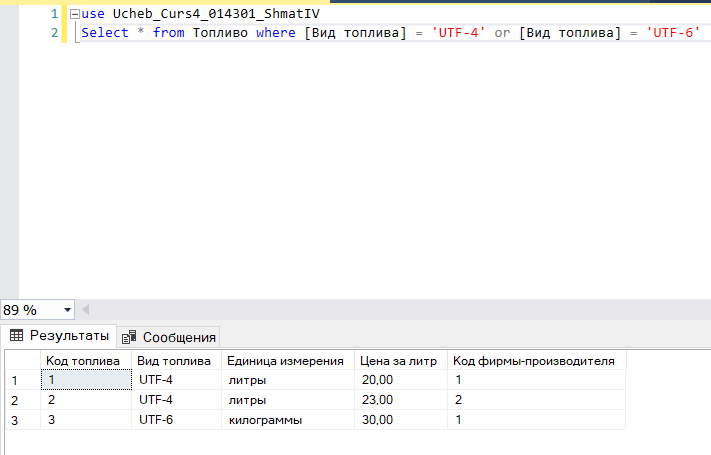 1 use Ucheb_Curs4_014301_ShmatIV
2 Select * from Топливо where [Вид топлива] = 'UTF-4' or [Вид топлива] = 'UTF-6'
89 %
Результаты Сообщения
Код топлива Вид топлива Единица измерения Цена за литр Код фирмы-производителя
1 1 UTF-4 литры 20,00 1
2 2 UTF-4 литры 23,00 2
3 3 UTF-6 килограммы 30,00 1